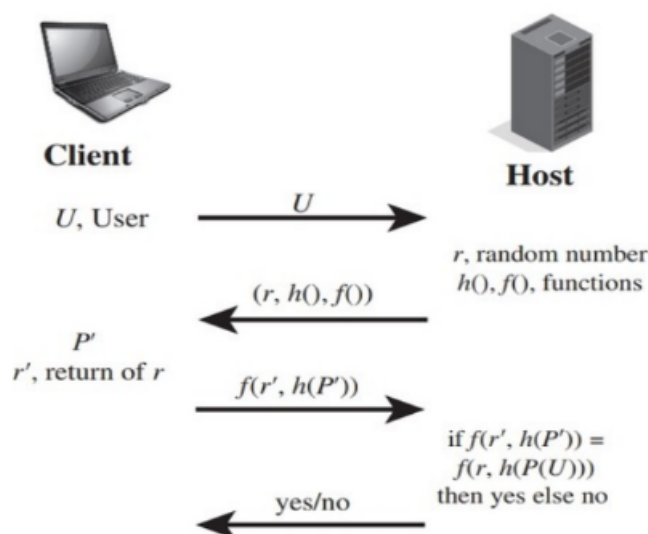 Client
Host
U, User
U
r, random number
h(), f(), functions
(r, h(), f())
P′
r′, return of r
f(r′, h(P′))
if f(r′, h(P′)) =
f(r, h(P(U)))
then yes else no
yes/no